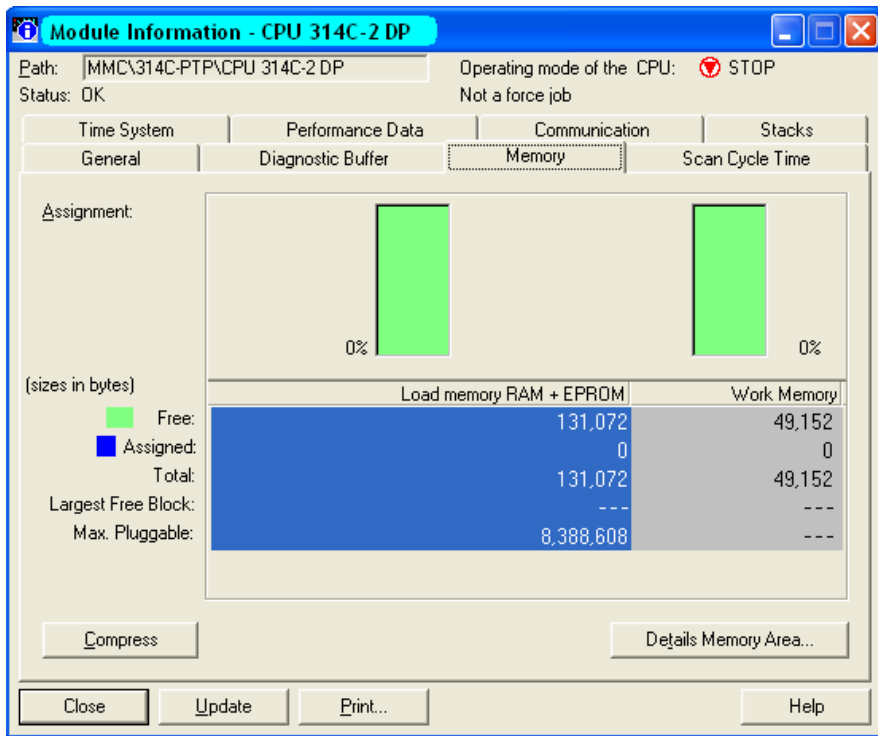 Module Information - CPU 314C-2 DP
Path: MMC\314C-PTP\CPU 314C-2 DP Operating mode of the CPU: STOP
Status: OK Not a force job
Time System Performance Data Communication Stacks
General Diagnostic Buffer Memory Scan Cycle Time
Assignment:
0% 0%
(sizes in bytes) Load memory RAM + EPROM Work Memory
Free: 131,072 49,152
Assigned: 0 0
Total: 131,072 49,152
Largest Free Block: --- ---
Max. Pluggable: 8,388,608 ---
Compress Details Memory Area...
Close Update Print... Help